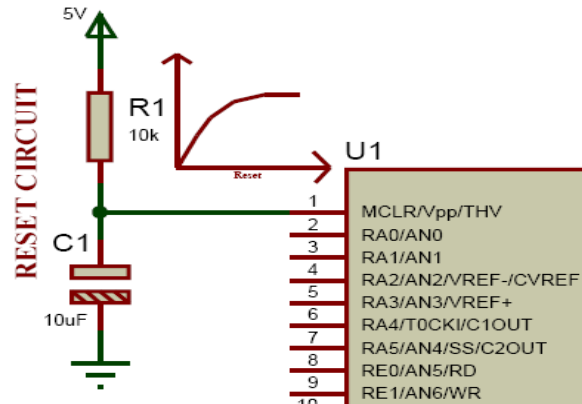 5V
RESET CIRCUIT
R1
10k
Reset
C1
10uF
U1
1 MCLR/Vpp/THV
2 RA0/AN0
3 RA1/AN1
4 RA2/AN2/VREF-/CVREF
5 RA3/AN3/VREF+
6 RA4/T0CKI/C1OUT
7 RA5/AN4/SS/C2OUT
8 RE0/AN5/RD
9 RE1/AN6/WR
10